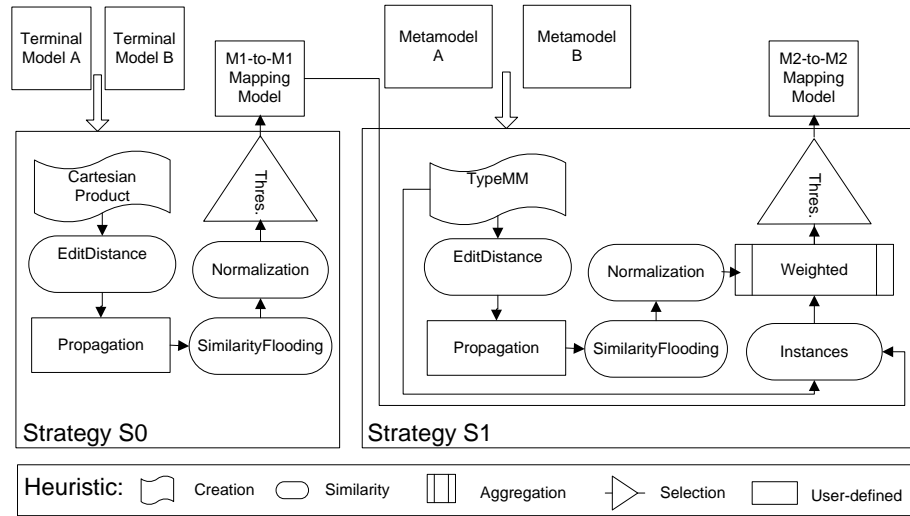 Terminal
Model A
Terminal
Model B
M1-to-M1
Mapping
Model
Metamodel
A
Metamodel
B
M2-to-M2
Mapping
Model
Cartesian
Product
Thres.
EditDistance
Normalization
Propagation
SimilarityFlooding
Strategy S0
TypeMM
Thres.
EditDistance
Normalization
Weighted
Propagation
SimilarityFlooding
Instances
Strategy S1
Heuristic:
Creation
Similarity
Aggregation
Selection
User-defined